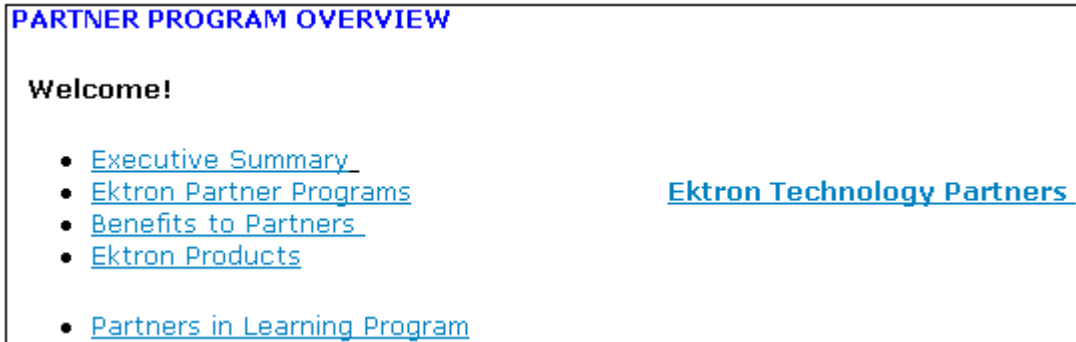 PARTNER PROGRAM OVERVIEW
Welcome!
• Executive Summary
• Ektron Partner Programs
Ektron Technology Partners
• Benefits to Partners
• Ektron Products
• Partners in Learning Program